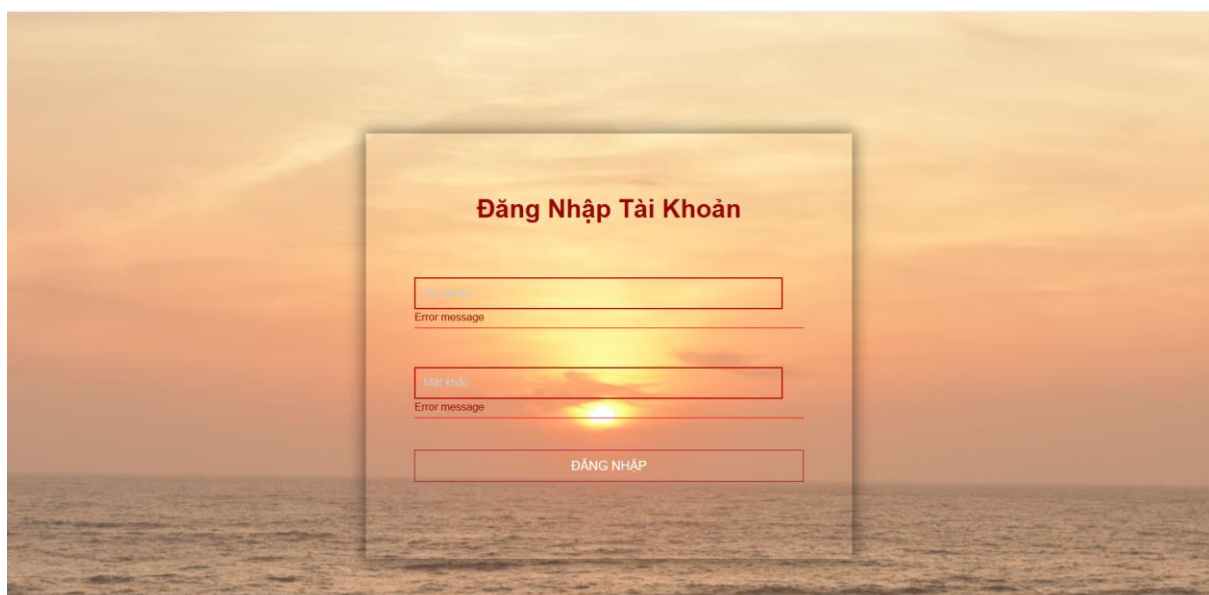 Đăng Nhập Tài Khoản
Error message
Mật khẩu
Error message
ĐĂNG NHẬP